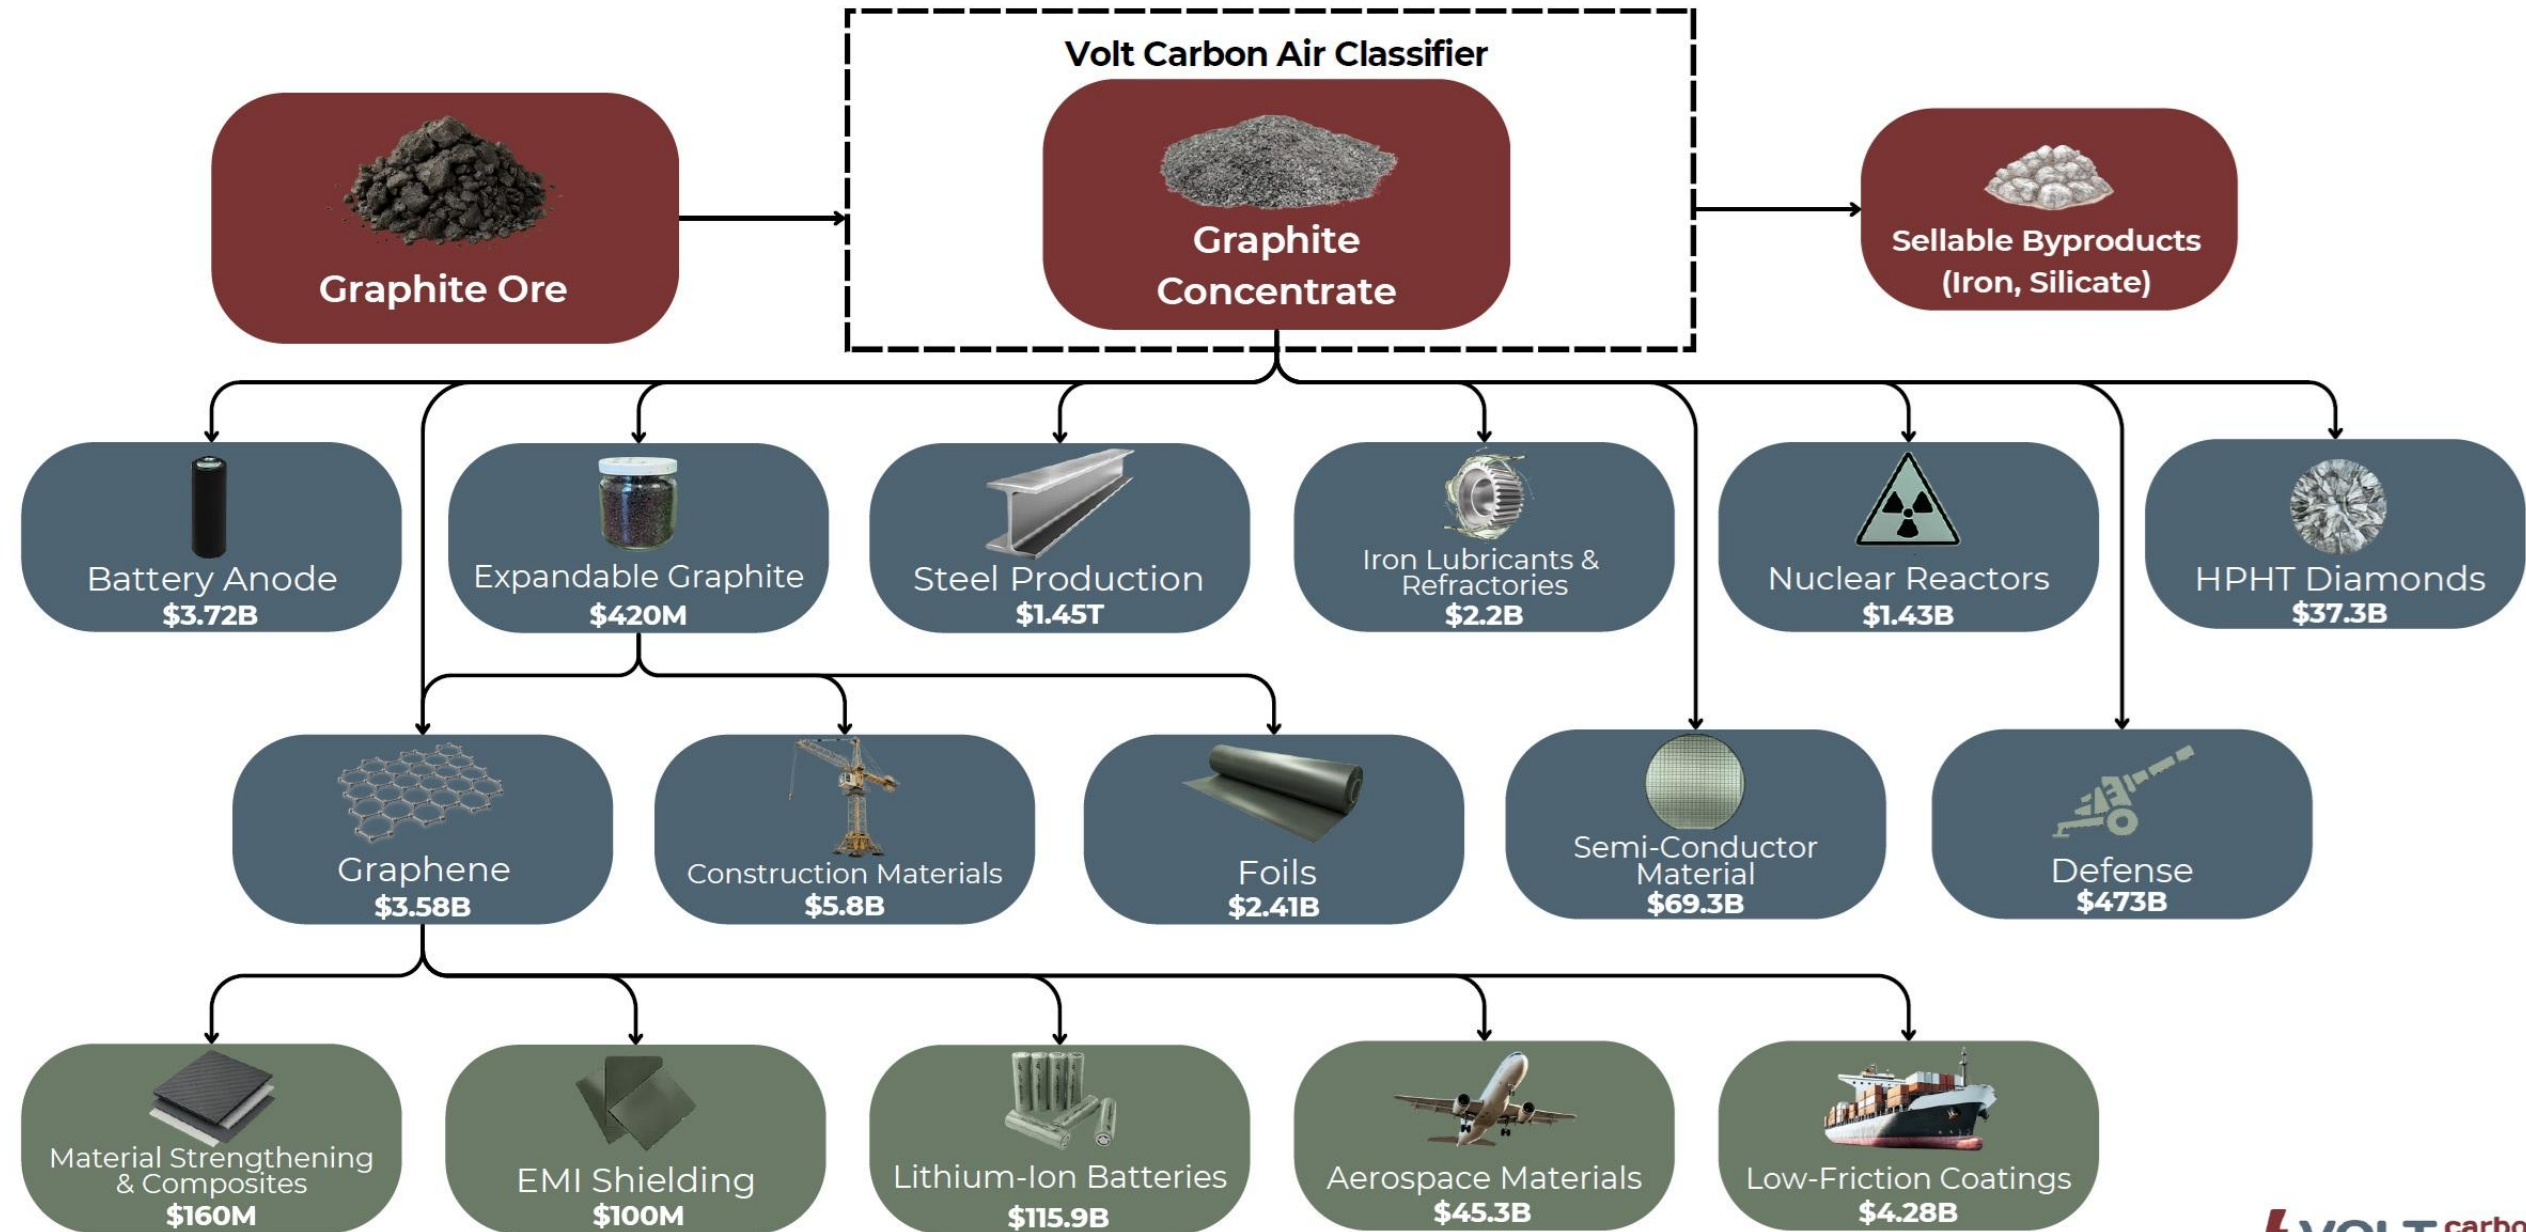 Volt Carbon Air Classifier
Graphite Ore
Graphite
Concentrate
Sellable Byproducts
(Iron, Silicate)
Battery Anode
$3.72B
Expandable Graphite
$420M
Steel Production
$1.45T
Iron Lubricants &
Refractories
$2.2B
Nuclear Reactors
$1.43B
HPHT Diamonds
$37.3B
Graphene
$3.58B
Construction Materials
$5.8B
Foils
$2.41B
Semi-Conductor
Material
$69.3B
Defense
$473B
Material Strengthening
& Composites
$160M
EMI Shielding
$100M
Lithium-Ion Batteries
$115.9B
Aerospace Materials
$45.3B
Low-Friction Coatings
$4.28B
VOLT carbo